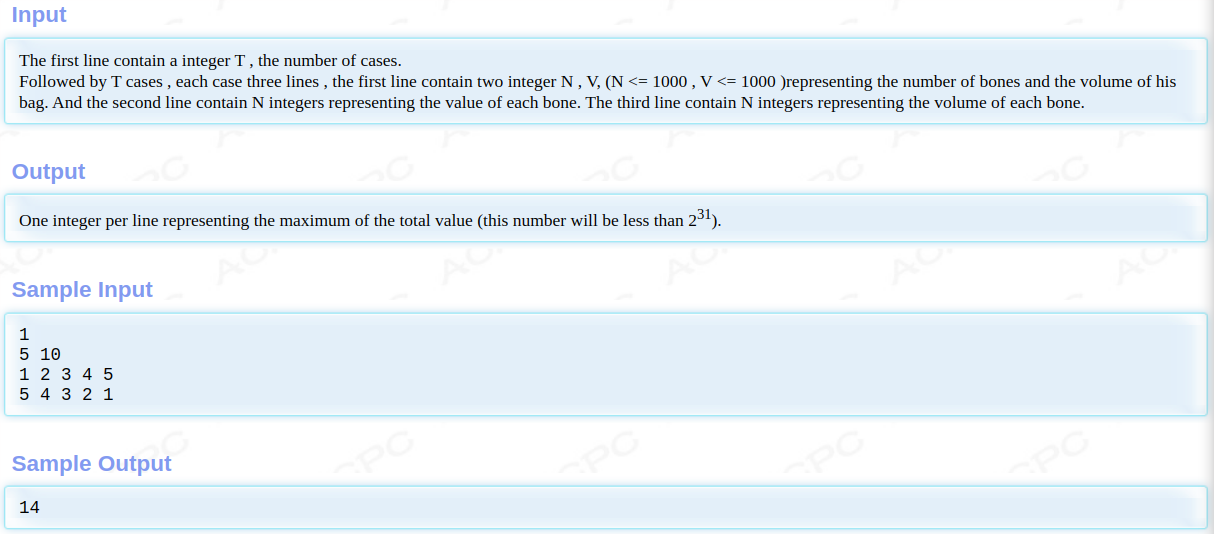 Input
The first line contain a integer T , the number of cases.
Followed by T cases , each case three lines , the first line contain two integer N , V, (N <= 1000 , V <= 1000 )representing the number of bones and the volume of his
bag. And the second line contain N integers representing the value of each bone. The third line contain N integers representing the volume of each bone.
Output
One integer per line representing the maximum of the total value (this number will be less than 2^31).
Sample Input
1
5 10
1 2 3 4 5
5 4 3 2 1
Sample Output
14